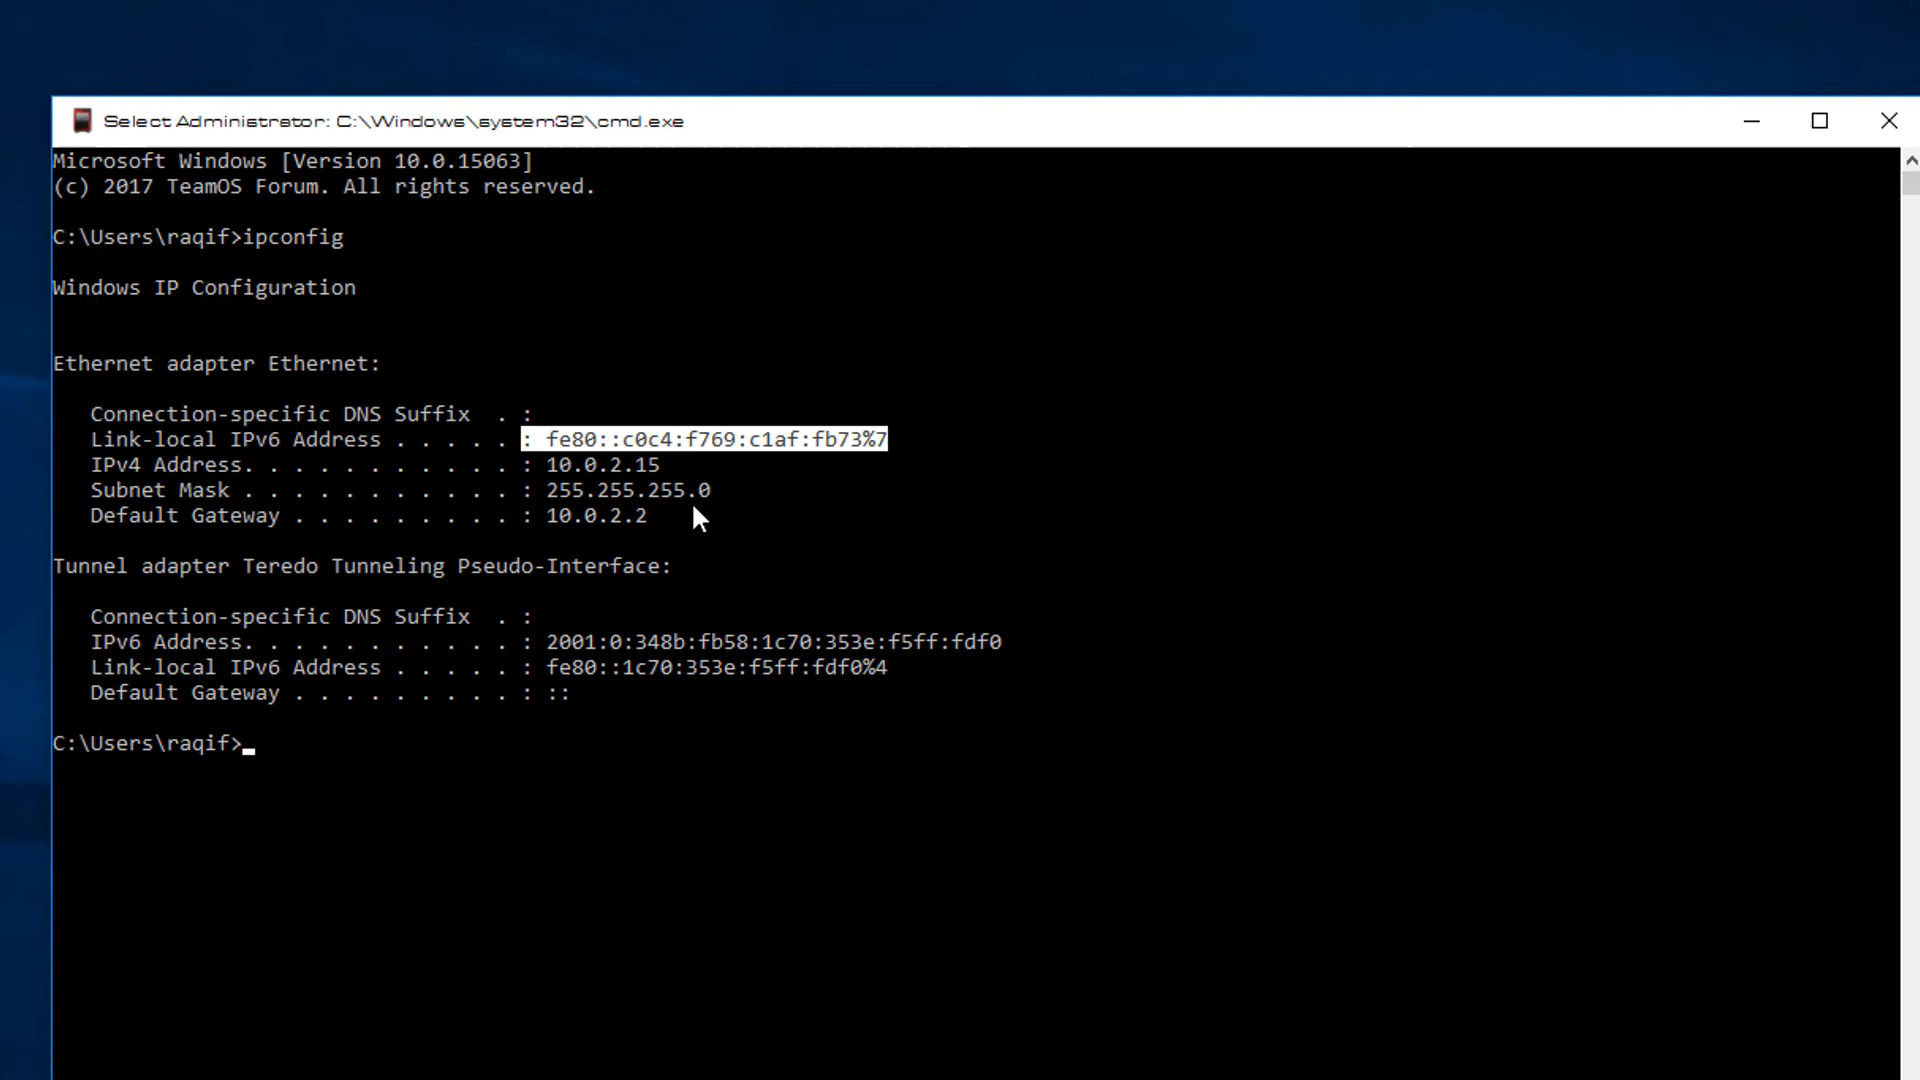 Select Administrator: C:\Windows\system32\cmd.exe
Microsoft Windows [Version 10.0.15063]
(c) 2017 TeamOS Forum. All rights reserved.
C:\Users\raqif>ipconfig
Windows IP Configuration
Ethernet adapter Ethernet:
Connection-specific DNS Suffix . :
Link-local IPv6 Address . . . . . : fe80::c0c4:f769:c1af:fb73%7
IPv4 Address. . . . . . . . . . . : 10.0.2.15
Subnet Mask . . . . . . . . . . . : 255.255.255.0
Default Gateway . . . . . . . . . : 10.0.2.2
Tunnel adapter Teredo Tunneling Pseudo-Interface:
Connection-specific DNS Suffix . :
IPv6 Address. . . . . . . . . . . : 2001:0:348b:fb58:1c70:353e:f5ff:fdf0
Link-local IPv6 Address . . . . . : fe80::1c70:353e:f5ff:fdf0%4
Default Gateway . . . . . . . . . : ::
C:\Users\raqif>